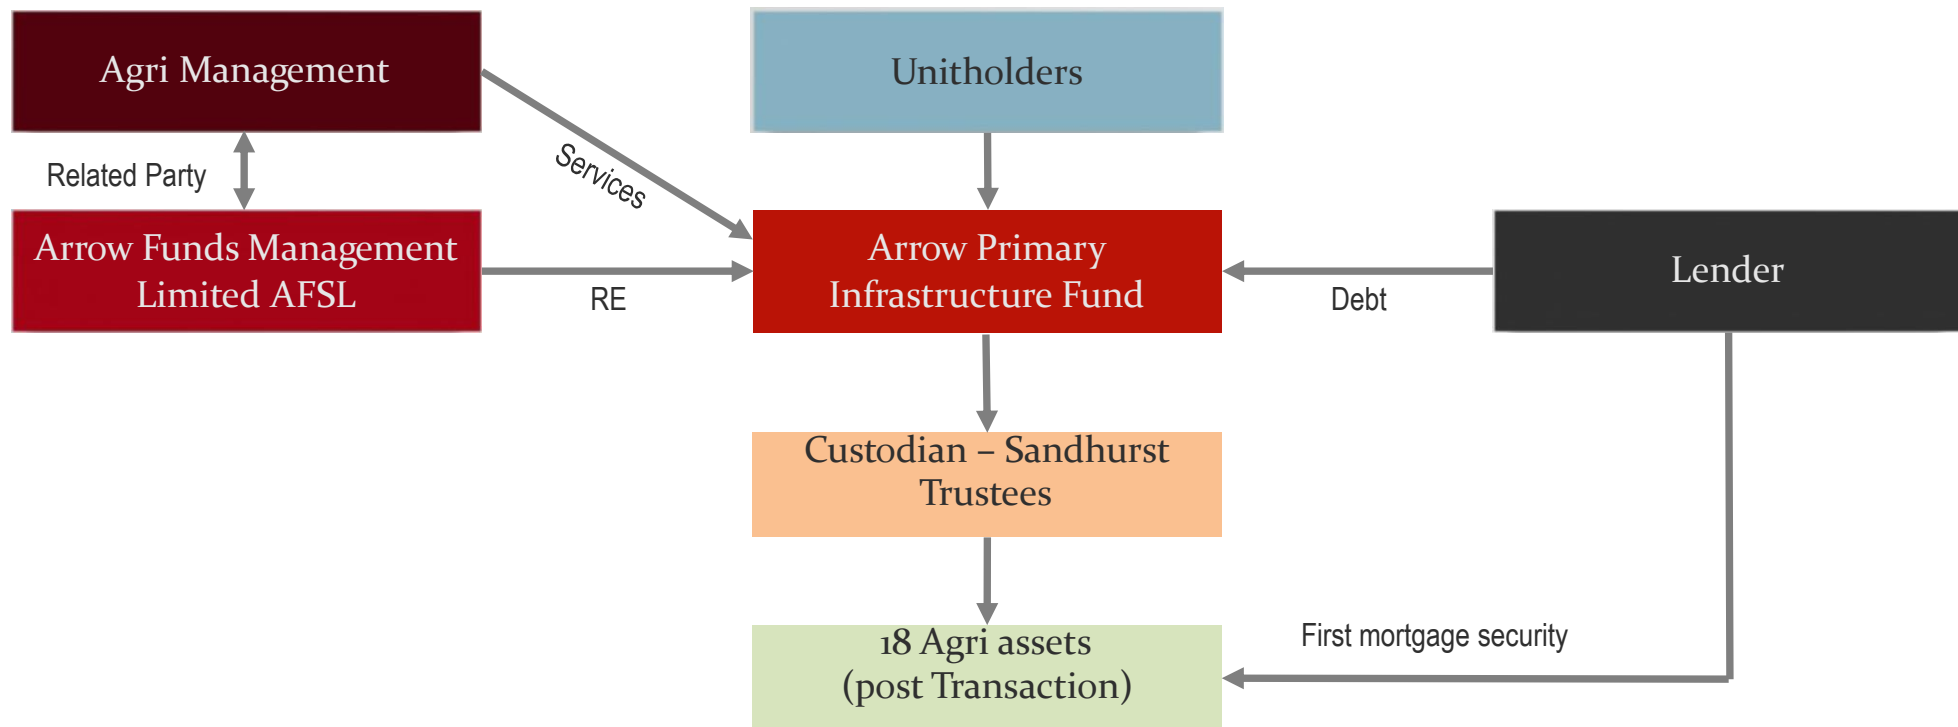 Agri Management
Unitholders
Related Party
Services
Arrow Funds Management
Limited AFSL
RE
Arrow Primary
Infrastructure Fund
Debt
Lender
Custodian – Sandhurst
Trustees
18 Agri assets
(post Transaction)
First mortgage security